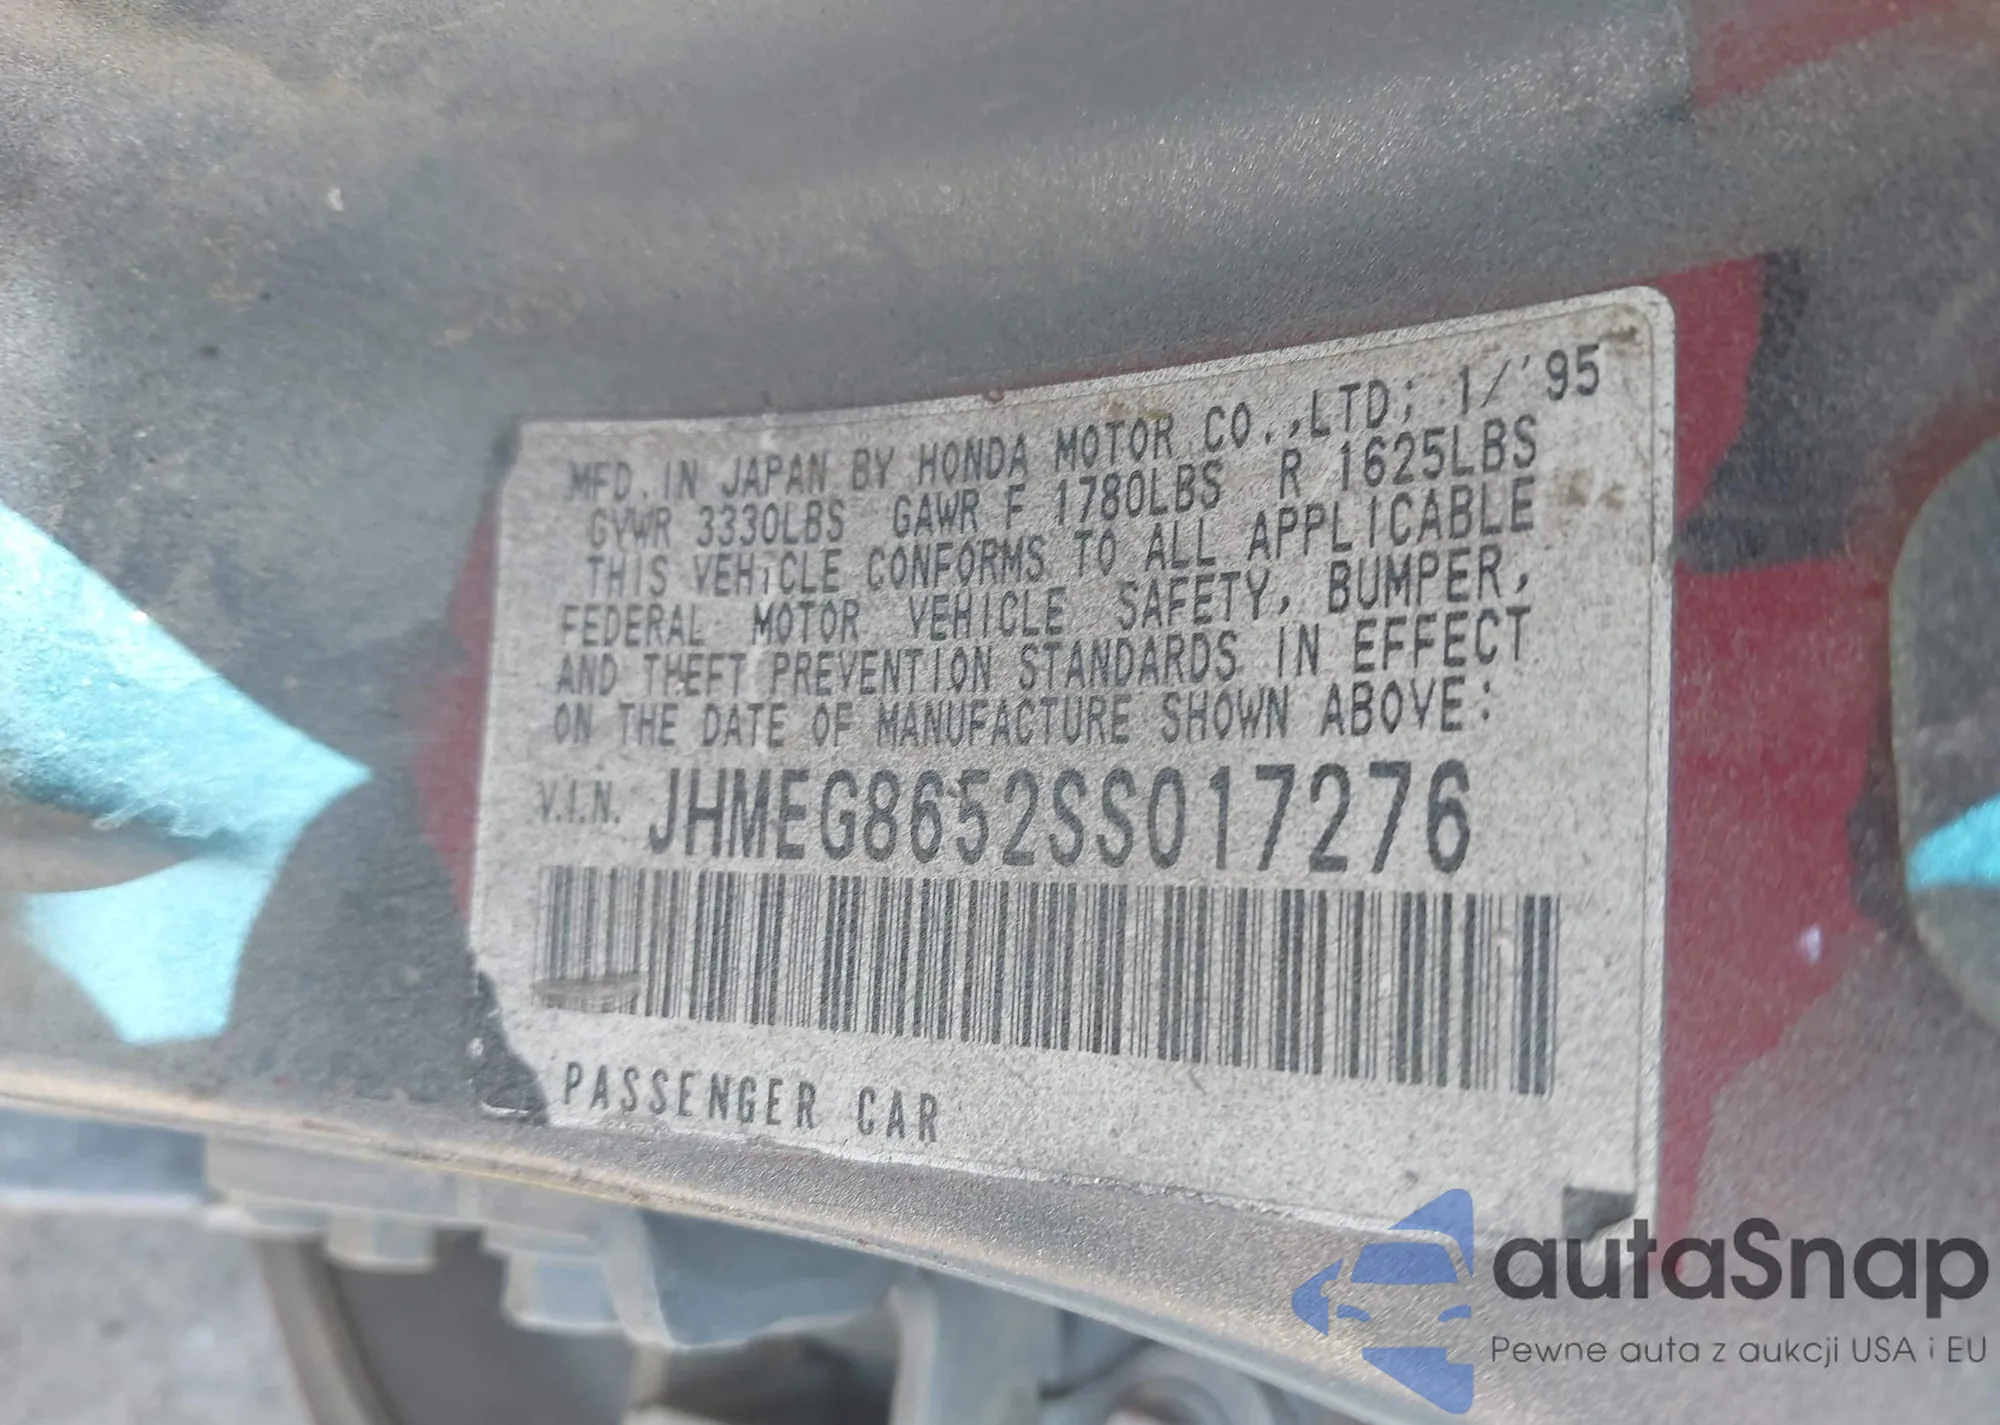 MFD. IN JAPAN BY HONDA MOTOR CO.,LTD; 1/'95
GVWR 3330LBS GAWR F 1780LBS R 1625LBS
THIS VEHICLE CONFORMS TO ALL APPLICABLE
FEDERAL MOTOR VEHICLE SAFETY, BUMPER,
AND THEFT PREVENTION STANDARDS IN EFFECT
ON THE DATE OF MANUFACTURE SHOWN ABOVE:
V.I.N. JHMEG8652SS017276
PASSENGER CAR
autaSnap
Pewne auta z aukcji USA i EU